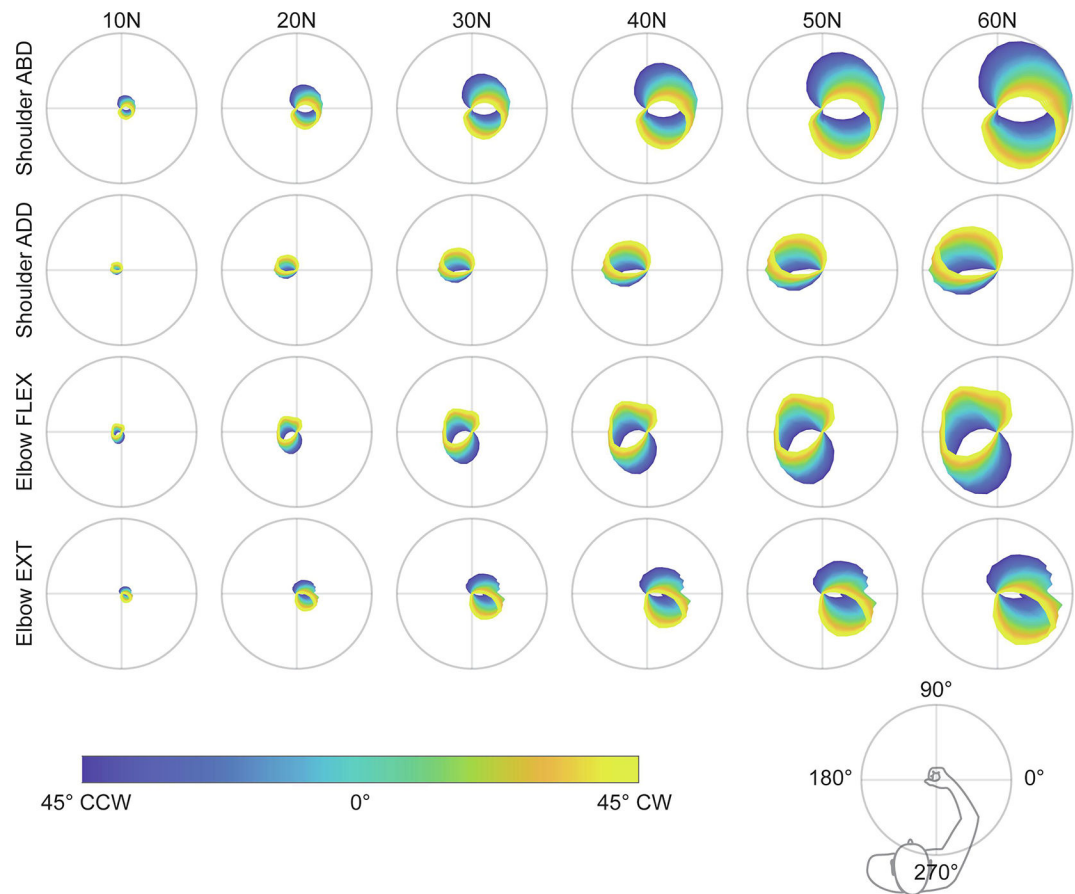 10N 20N 30N 40N 50N 60N
Shoulder ABD
Shoulder ADD
Elbow FLEX
Elbow EXT
45° CCW 0° 45° CW
90°
180° 0°
270°